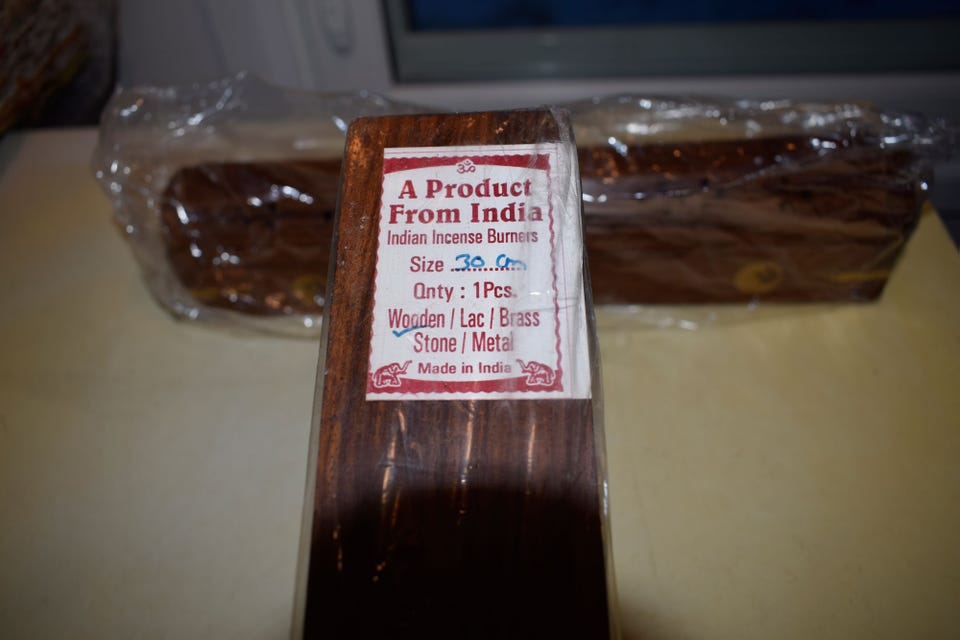 ॐ
A Product
From India
Indian Incense Burners
Size ..30 cm..
Qnty : 1Pcs.
Wooden / Lac / Brass
Stone / Metal
Made in India